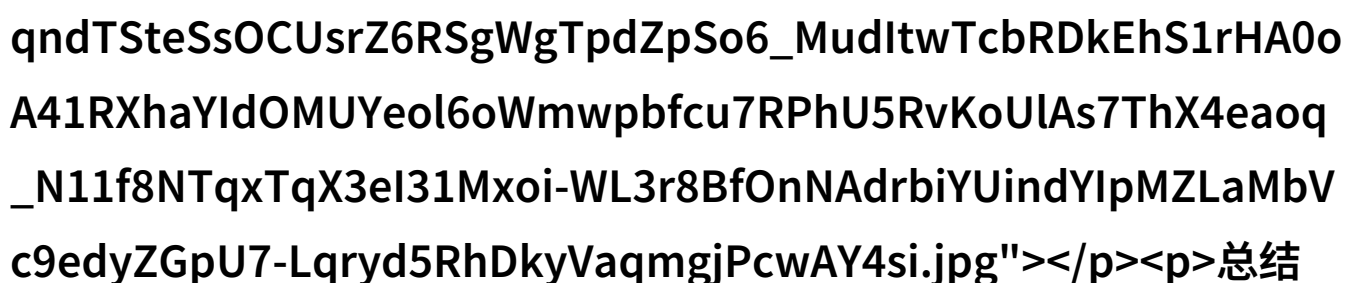 qndTSteSsOCUsrZ6RSgWgTpdZpSo6_MudItwTcbRDkEhS1rHA0o
A41RXhaYIdOMUYeol6oWmwpbfcu7RPhU5RvKoUlAs7ThX4eaoq
_N11f8NTqxTqX3eI31Mxoi-WL3r8BfOnNAdrbiYUindYIpMZLaMbV
c9edyZGpU7-Lqryd5RhDkyVaqmgjPcwAY4si.jpg"></p><p>总结